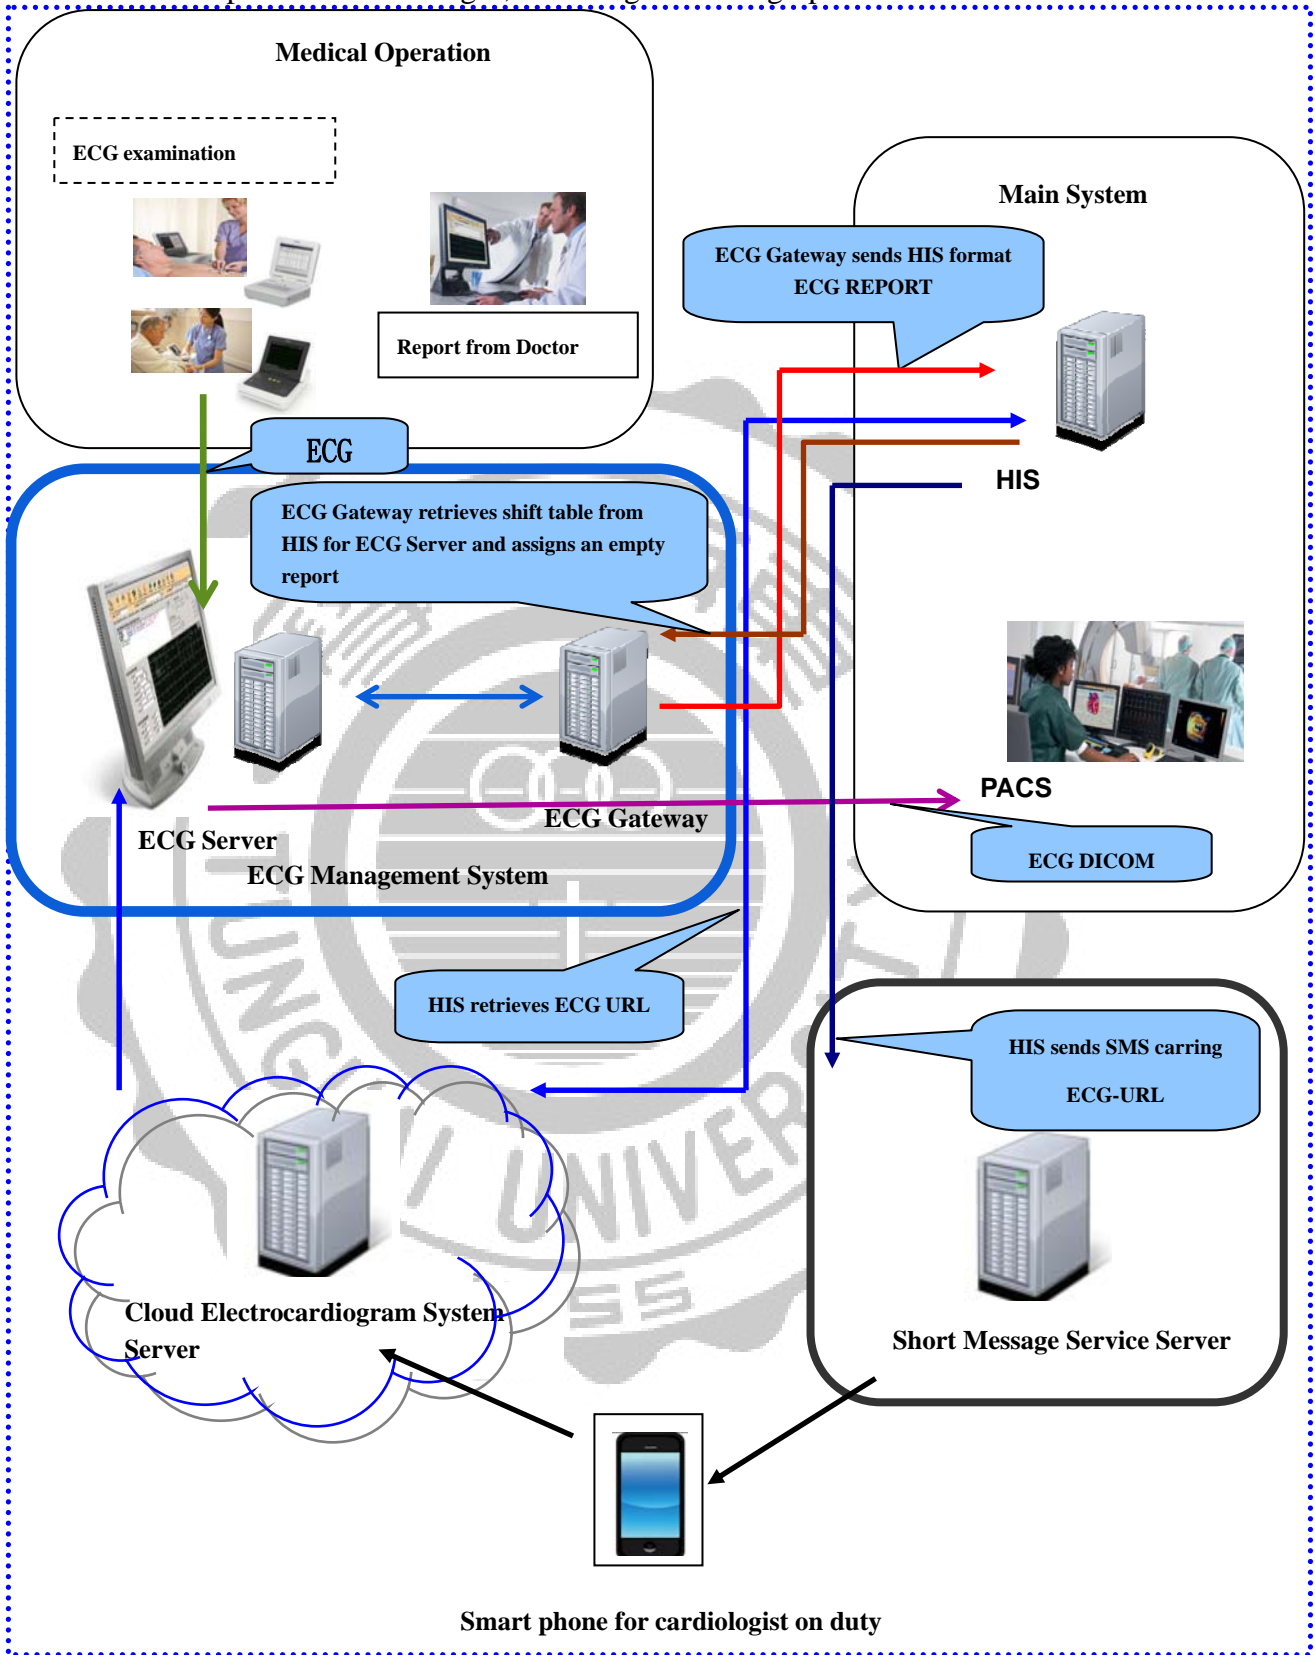 Medical Operation
ECG examination
Report from Doctor
Main System
ECG Gateway sends HIS format
ECG REPORT
HIS
ECG
ECG Gateway retrieves shift table from
HIS for ECG Server and assigns an empty
report
PACS
ECG DICOM
ECG Server
ECG Gateway
ECG Management System
HIS retrieves ECG URL
HIS sends SMS carring
ECG-URL
Cloud Electrocardiogram System
Server
Short Message Service Server
Smart phone for cardiologist on duty
TUNGHAI UNIVERSITY